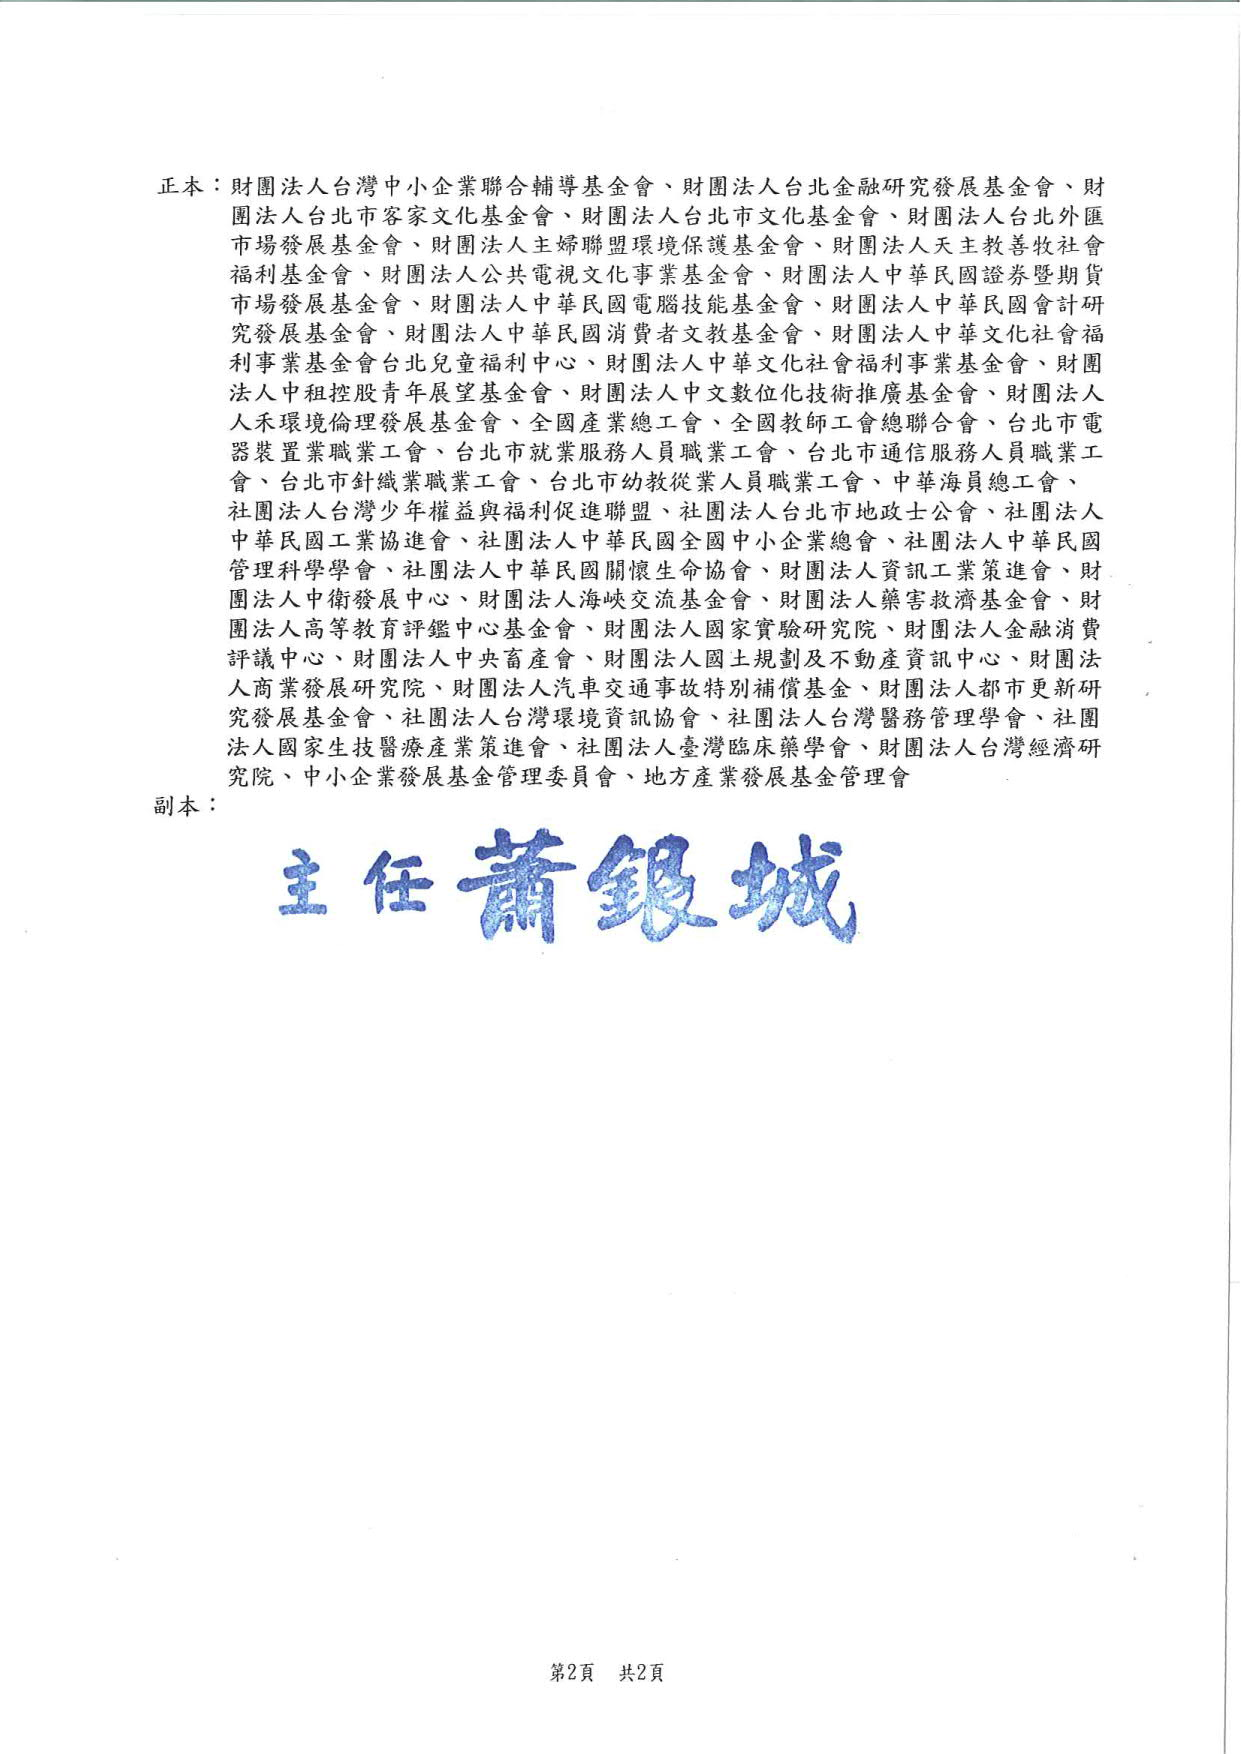 正本：財團法人台灣中小企業聯合輔導基金會、財團法人台北金融研究發展基金會、財
團法人台北市客家文化基金會、財團法人台北市文化基金會、財團法人台北外匯
市場發展基金會、財團法人主婦聯盟環境保護基金會、財團法人天主教善牧社會
福利基金會、財團法人公共電視文化事業基金會、財團法人中華民國證券暨期貨
市場發展基金會、財團法人中華民國電腦技能基金會、財團法人中華民國會計研
究發展基金會、財團法人中華民國消費者文教基金會、財團法人中華文化社會福
利事業基金會台北兒童福利中心、財團法人中華文化社會福利事業基金會、財團
法人中租控股青年展望基金會、財團法人中文數位化技術推廣基金會、財團法人
人禾環境倫理發展基金會、全國產業總工會、全國教師工會總聯合會、台北市電
器裝置業職業工會、台北市就業服務人員職業工會、台北市通信服務人員職業工
會、台北市針織業職業工會、台北市幼教從業人員職業工會、中華海員總工會、
社團法人台灣少年權益與福利促進聯盟、社團法人台北市地政士公會、社團法人
中華民國工業協進會、社團法人中華民國全國中小企業總會、社團法人中華民國
管理科學學會、社團法人中華民國關懷生命協會、財團法人資訊工業策進會、財
團法人中衛發展中心、財團法人海峽交流基金會、財團法人藥害救濟基金會、財
團法人高等教育評鑑中心基金會、財團法人國家實驗研究院、財團法人金融消費
評議中心、財團法人中央畜產會、財團法人國土規劃及不動產資訊中心、財團法
人商業發展研究院、財團法人汽車交通事故特別補償基金、財團法人都市更新研
究發展基金會、社團法人台灣環境資訊協會、社團法人台灣醫務管理學會、社團
法人國家生技醫療產業策進會、社團法人臺灣臨床藥學會、財團法人台灣經濟研
究院、中小企業發展基金管理委員會、地方產業發展基金管理會
副本：
主任蕭銀城
第2頁 共2頁